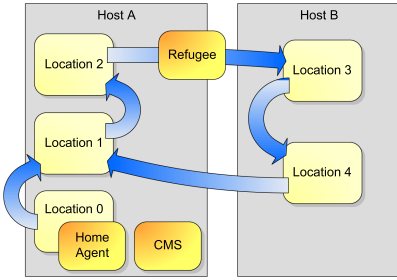 Host A
Host B
Location 2
Refugee
Location 3
Location 1
Location 4
Location 0
Home
Agent
CMS